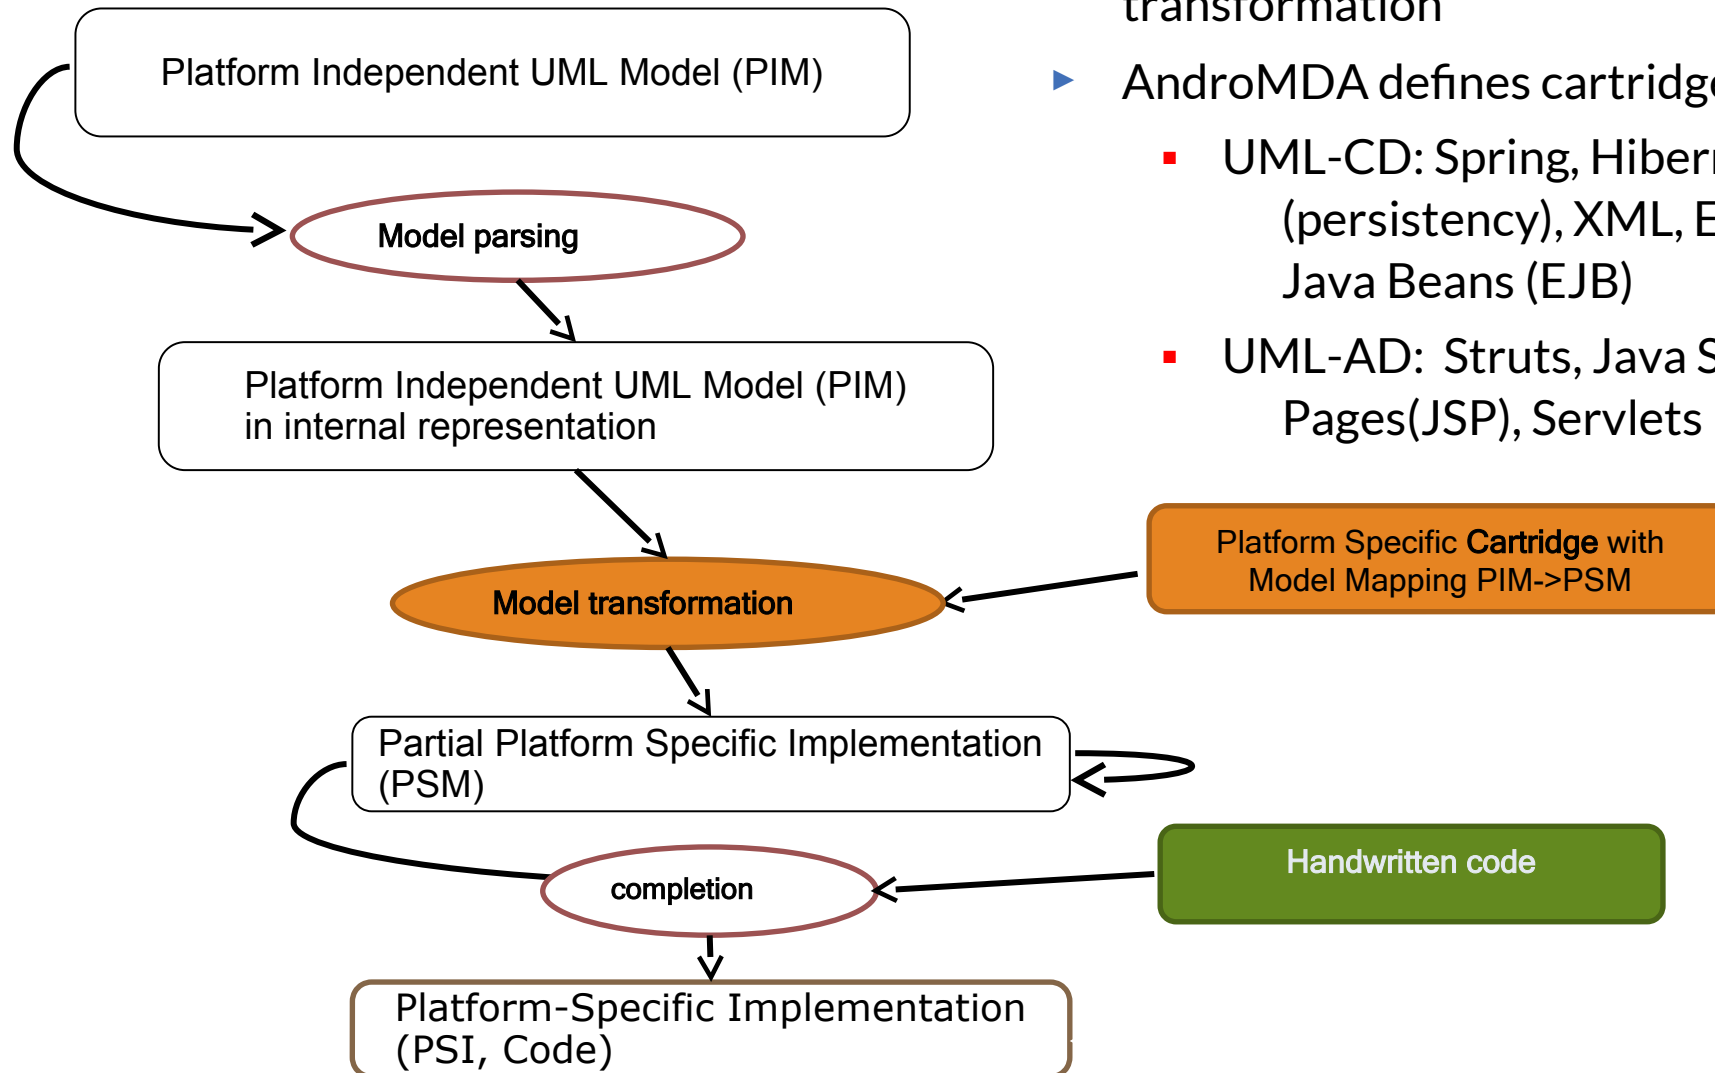 Platform Independent UML Model (PIM)
Model parsing
Platform Independent UML Model (PIM)
in internal representation
Model transformation
Platform Specific Cartridge with
Model Mapping PIM->PSM
Partial Platform Specific Implementation
(PSM)
completion
Handwritten code
Platform-Specific Implementation
(PSI, Code)
transformation
AndroMDA defines
UML-CD: Spring,
(persistency), XML,
Java Beans (EJB)
UML-AD: Struts, Java
Pages(JSP), Servlets